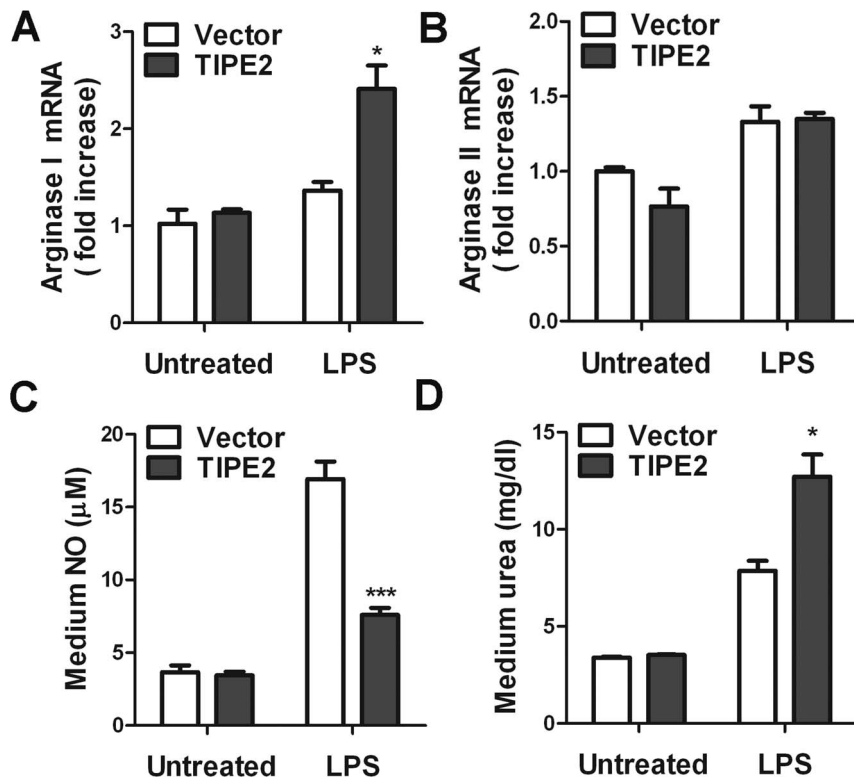 A
Arginase I mRNA
( fold increase)
3
2
1
0
Vector
TIPE2
*
Untreated
LPS
B
Arginase II mRNA
( fold increase)
2.0
1.5
1.0
0.5
0.0
Vector
TIPE2
Untreated
LPS
C
Medium NO (μM)
20
15
10
5
0
Vector
TIPE2
***
Untreated
LPS
D
Medium urea (mg/dl)
15
10
5
0
Vector
TIPE2
*
Untreated
LPS